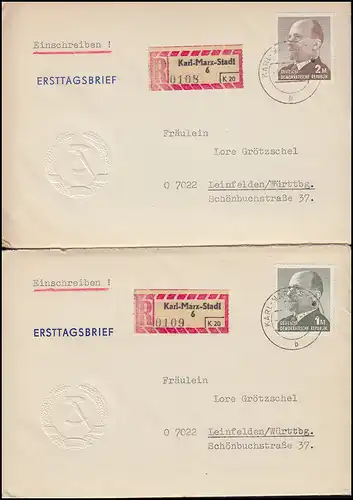 Einschreiben !
ERSTTAGSBRIEF
R
Karl-Marx-Stadt
6
0108
K 20
2M
DEUTSCHE
DEMOKRATISCHE REPUBLIK
b
Fräulein
Lore Grötzschel
O 7022 Leinfelden/Württbg.
Schönbuchstraße 37.
Einschreiben !
ERSTTAGSBRIEF
R
Karl-Marx-Stadt
6
0109
K 20
DEUTSCHE
1M
DEMOKRATISCHE REPUBLIK
b
Fräulein
Lore Grötzschel
O 7022 Leinfelden/Württbg.
Schönbuchstraße 37.